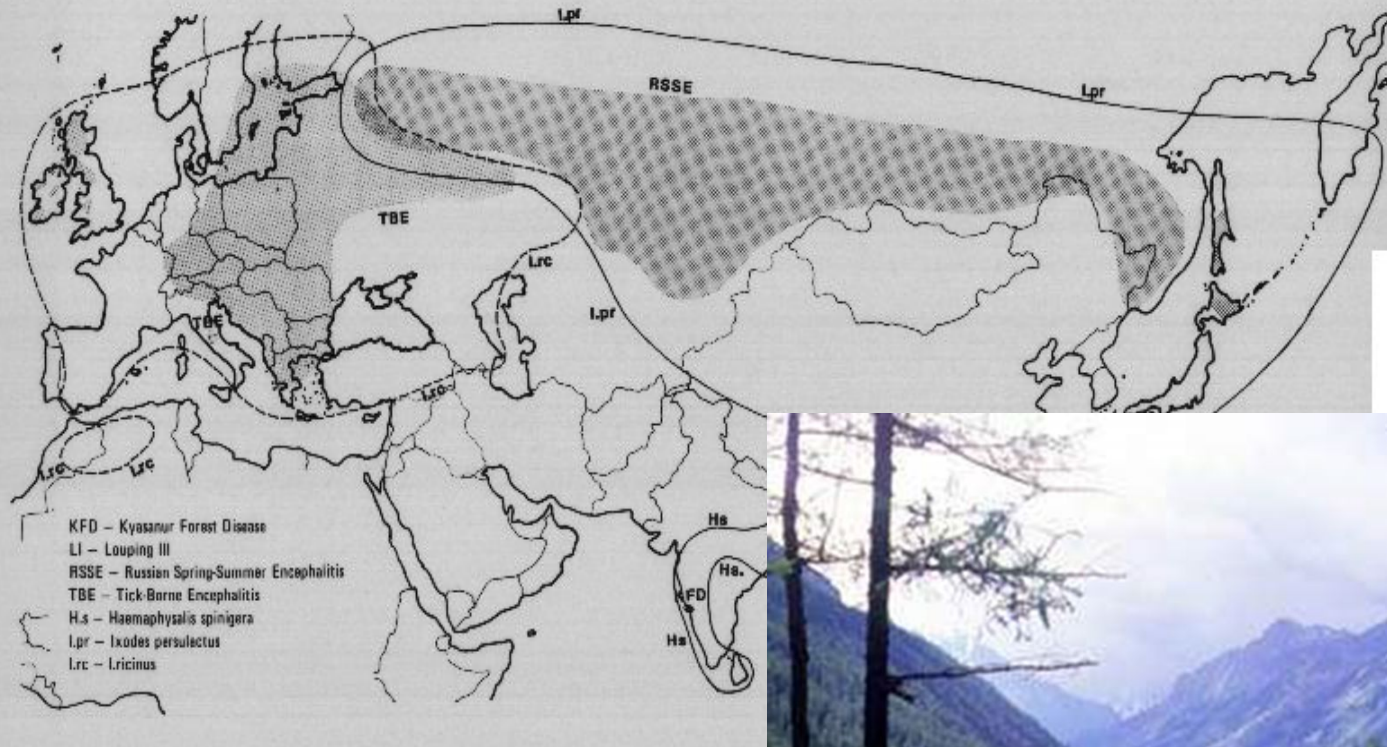 I.pr
RSSE
I.pr
TBE
I.rc
I.pr
TBE
I.rc
I.rc
I.rc
Hs
Hs.
KFD
Hs
KFD – Kyasanur Forest Disease
LI – Louping Ill
RSSE – Russian Spring-Summer Encephalitis
TBE – Tick-Borne Encephalitis
H.s – Haemaphysalis spinigera
I.pr – Ixodes persulactus
I.rc – I.ricinus